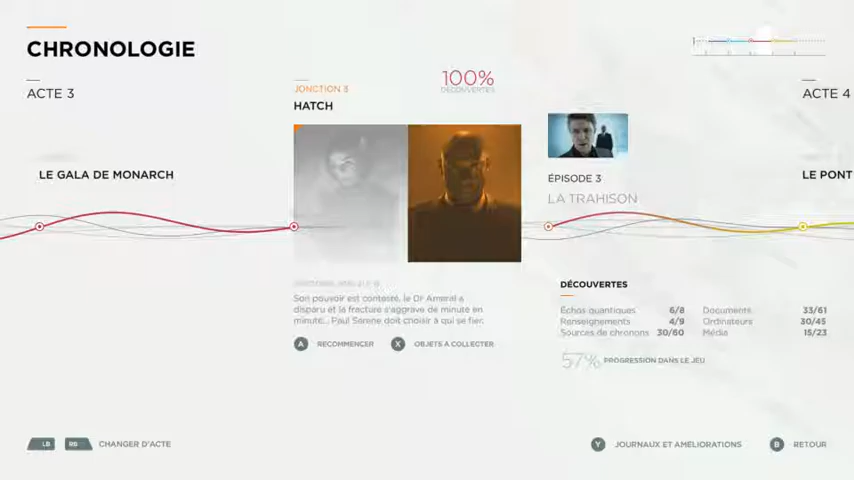 CHRONOLOGIE
ACTE 3
JONCTION 3
HATCH
100%
DÉCOUVERTES
ACTE 4
LE GALA DE MONARCH
ÉPISODE 3
LA TRAHISON
LE PONT
Son pouvoir est contesté, le Dr Amaral a
disparu et la fracture s'aggrave de minute en
minute... Paul Serene doit choisir à qui se fier.
A RECOMMENCER X OBJETS À COLLECTER
DÉCOUVERTES
Échos quantiques 6/8 Documents 33/61
Renseignements 4/9 Ordinateurs 30/45
Sources de chronons 30/60 Média 15/23
57% PROGRESSION DANS LE JEU
LB RB CHANGER D'ACTE
Y JOURNAUX ET AMÉLIORATIONS B RETOUR